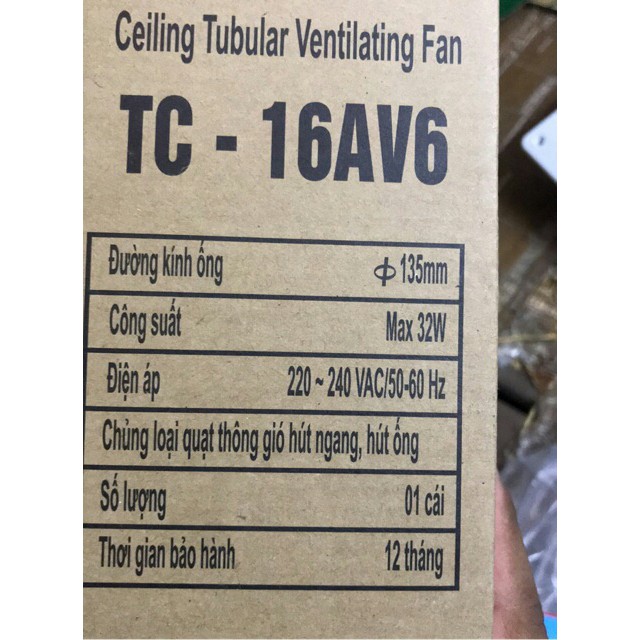 Ceiling Tubular Ventilating Fan
TC - 16AV6
Đường kính ống ф 135mm
Công suất Max 32W
Điện áp 220 ~ 240 VAC/50-60 Hz
Chủng loại quạt thông gió hút ngang, hút ống
Số lượng 01 cái
Thời gian bảo hành 12 tháng